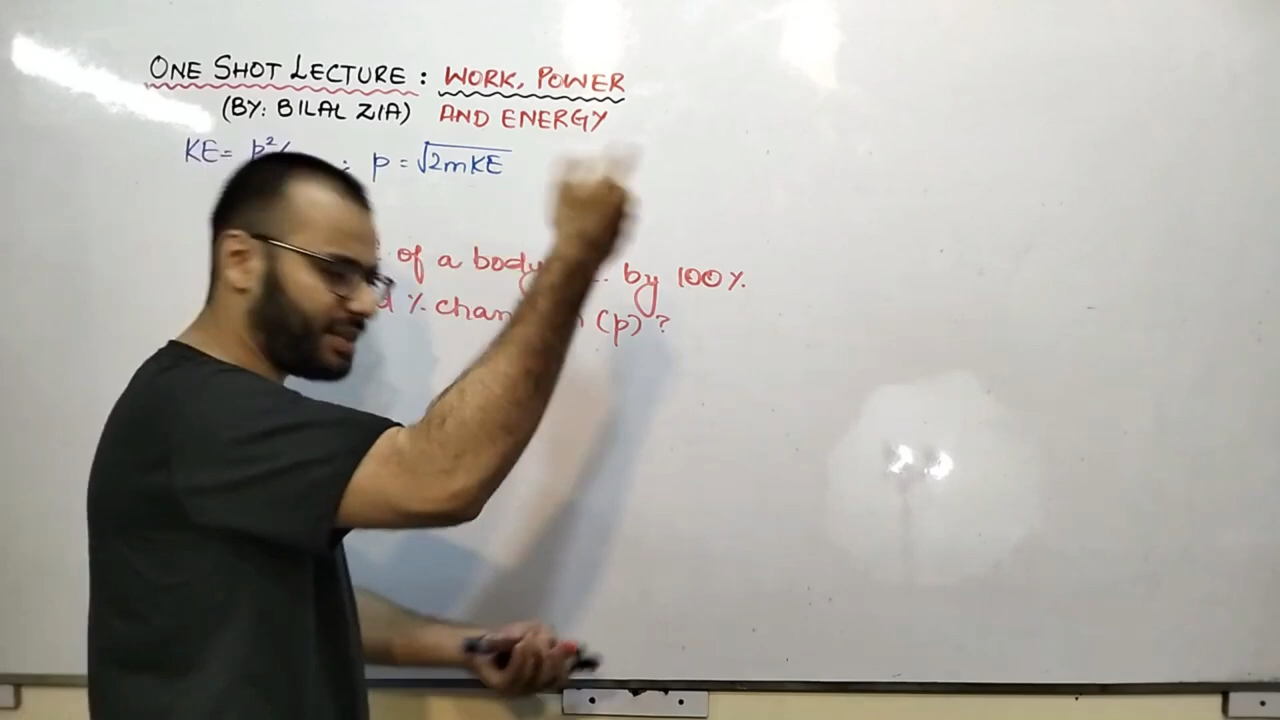 ONE SHOT LECTURE : WORK, POWER
(BY: BILAL ZIA) AND ENERGY
KE= p²/ ; p = √2mKE
of a body by 100%.
% chan (p) ?